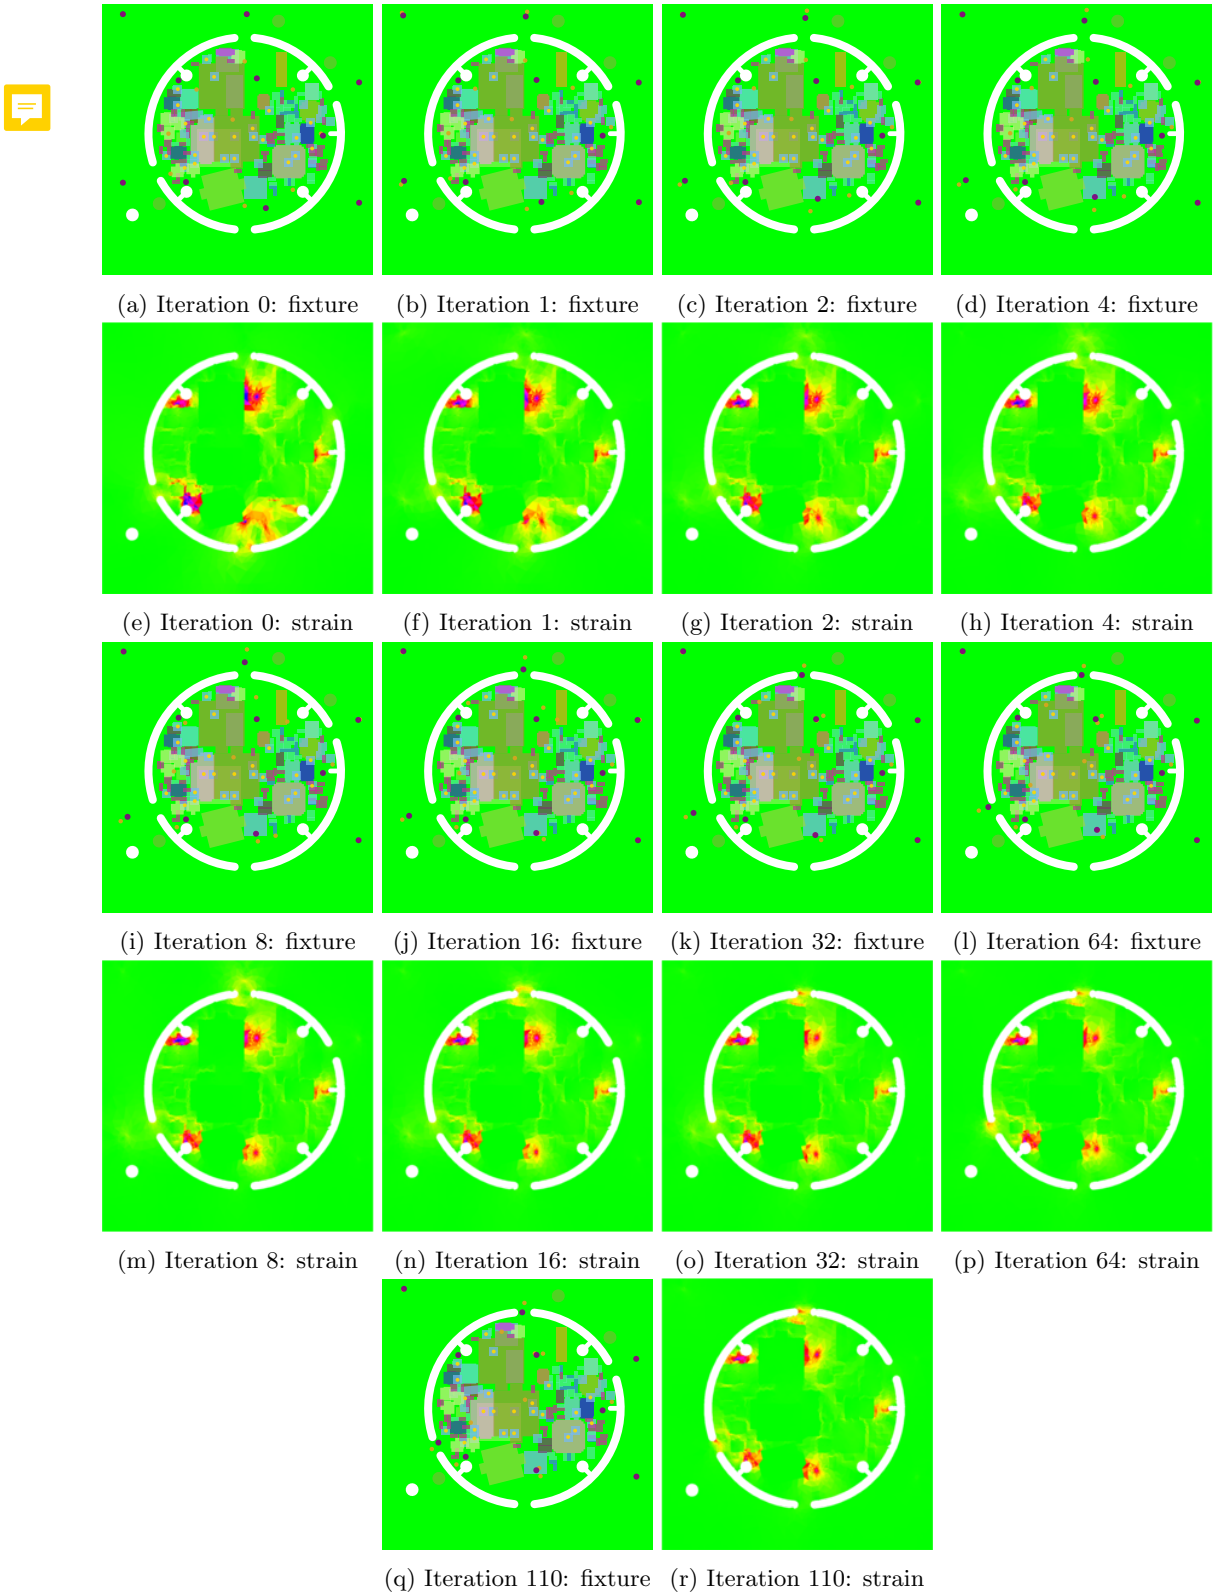 (a) Iteration 0: fixture (b) Iteration 1: fixture (c) Iteration 2: fixture (d) Iteration 4: fixture
(e) Iteration 0: strain (f) Iteration 1: strain (g) Iteration 2: strain (h) Iteration 4: strain
(i) Iteration 8: fixture (j) Iteration 16: fixture (k) Iteration 32: fixture (l) Iteration 64: fixture
(m) Iteration 8: strain (n) Iteration 16: strain (o) Iteration 32: strain (p) Iteration 64: strain
(q) Iteration 110: fixture (r) Iteration 110: strain